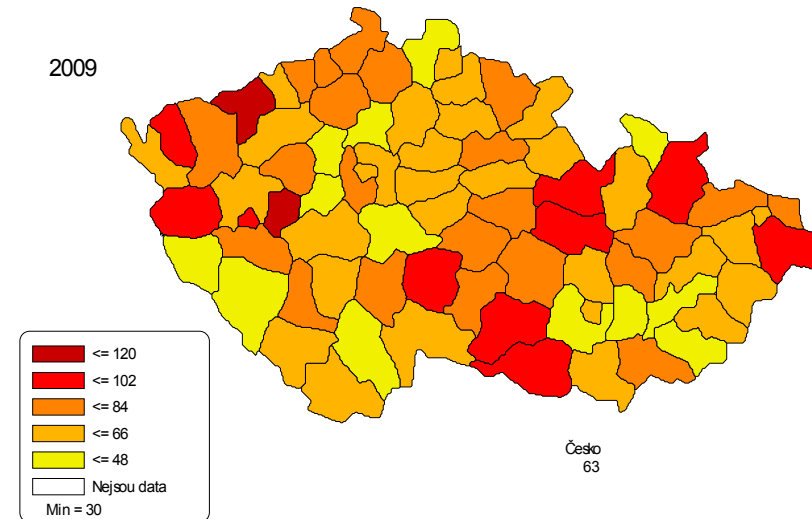 2009
<= 120
<= 102
<= 84
<= 66
<= 48
Nejsou data
Min = 30
Česko
63